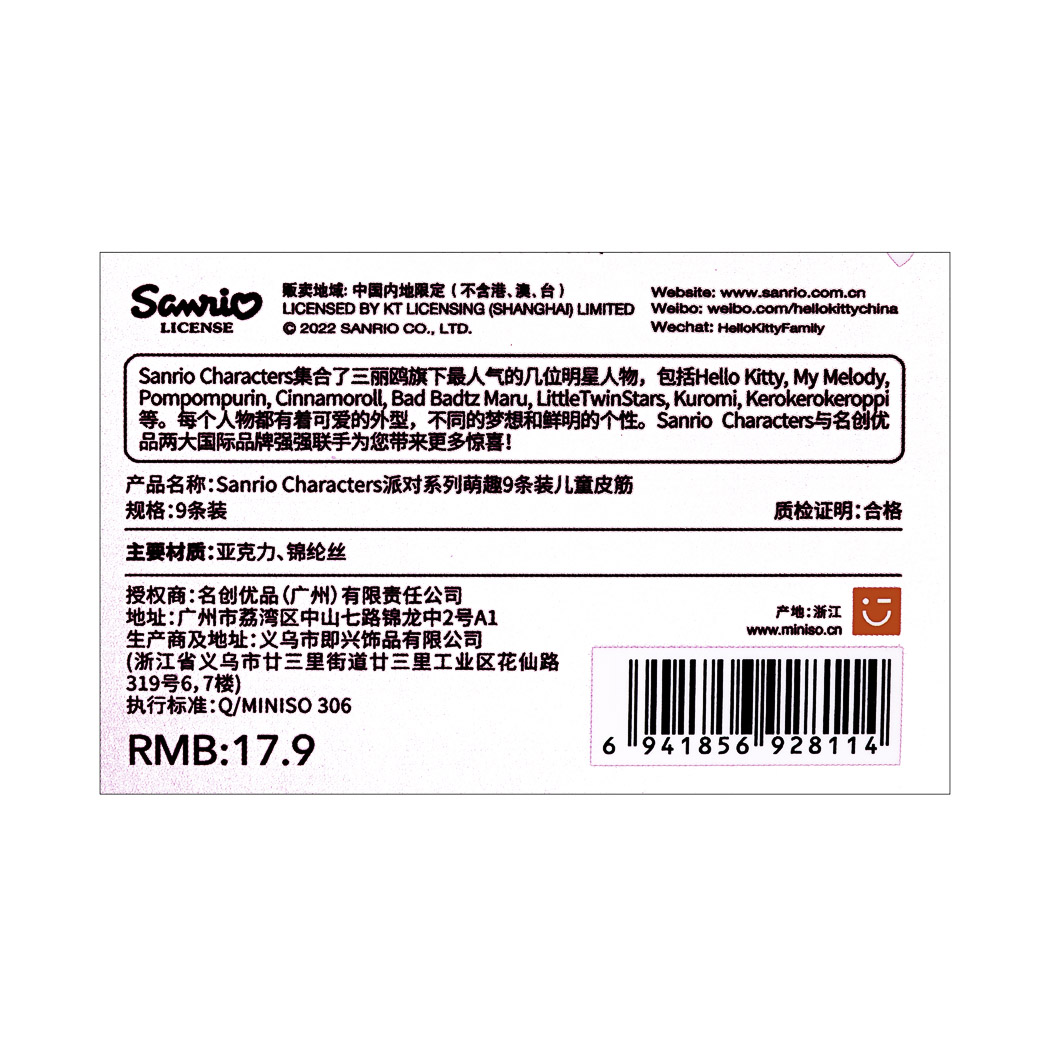 Sanrio
LICENSE
贩卖地域: 中国内地限定 ( 不含港、澳、台 )
LICENSED BY KT LICENSING (SHANGHAI) LIMITED
© 2022 SANRIO CO., LTD.
Website: www.sanrio.com.cn
Weibo: weibo.com/hellokittychina
Wechat: HelloKittyFamily
Sanrio Characters集合了三丽鸥旗下最人气的几位明星人物，包括Hello Kitty, My Melody,
Pompompurin, Cinnamoroll, Bad Badtz Maru, LittleTwinStars, Kuromi, Kerokerokeroppi
等。每个人物都有着可爱的外型，不同的梦想和鲜明的个性。Sanrio Characters与名创优
品两大国际品牌强强联手为您带来更多惊喜!
产品名称:Sanrio Characters派对系列萌趣9条装儿童皮筋
规格:9条装
质检证明:合格
主要材质:亚克力、锦纶丝
授权商:名创优品(广州)有限责任公司
地址:广州市荔湾区中山七路锦龙中2号A1
生产商及地址:义乌市即兴饰品有限公司
(浙江省义乌市廿三里街道廿三里工业区花仙路
319号6,7楼)
执行标准:Q/MINISO 306
产地:浙江
www.miniso.cn
RMB:17.9
6 941856 928114